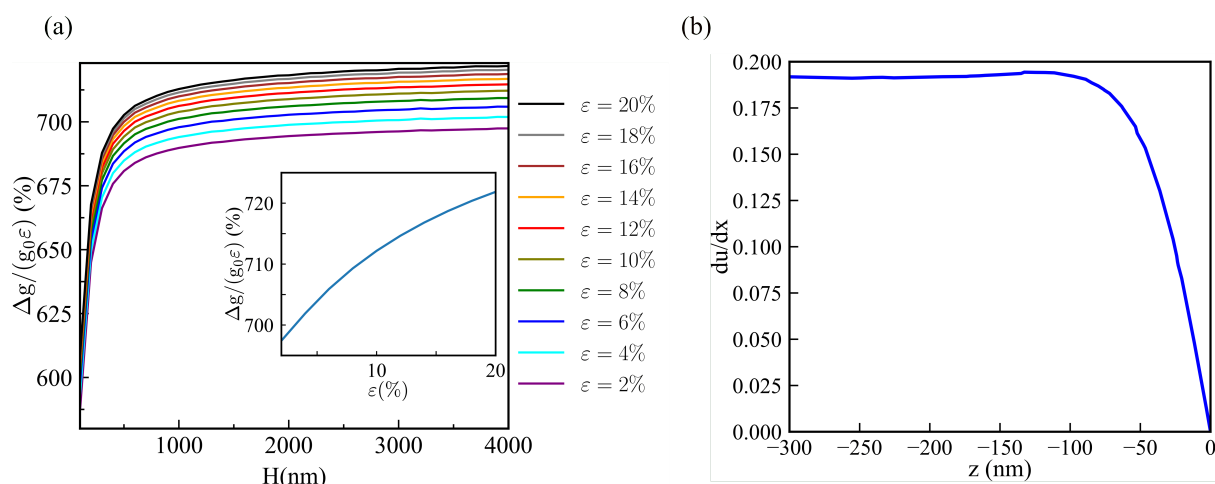 (a)
(b)
Δg/(g₀ε) (%)
700
675
650
625
600
1000
2000
3000
4000
H(nm)
Δg/(g₀ε) (%)
720
710
700
10
20
ε(%)
ε = 20%
ε = 18%
ε = 16%
ε = 14%
ε = 12%
ε = 10%
ε = 8%
ε = 6%
ε = 4%
ε = 2%
du/dx
0.200
0.175
0.150
0.125
0.100
0.075
0.050
0.025
0.000
−300
−250
−200
−150
−100
−50
0
z (nm)